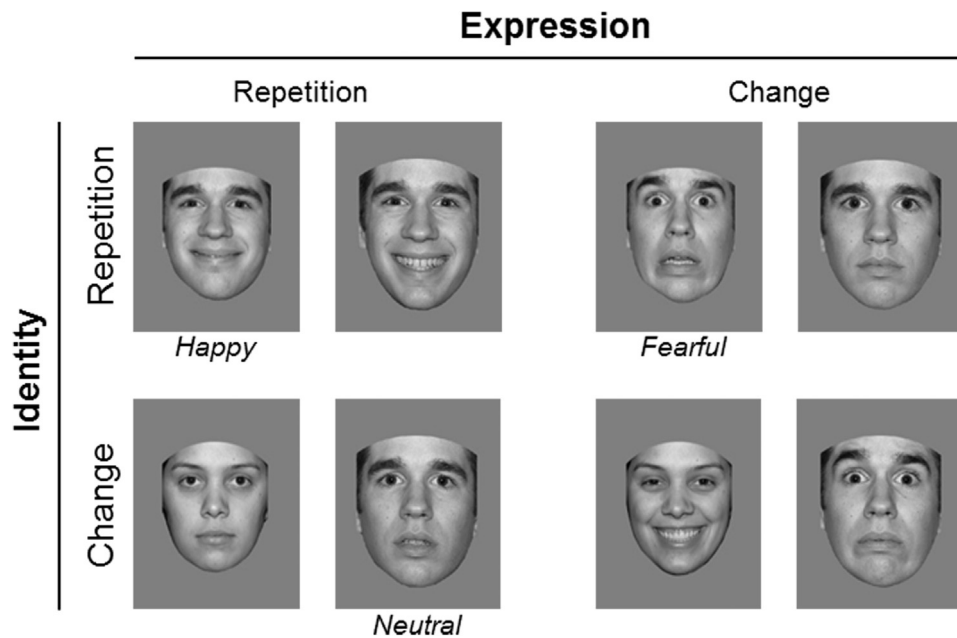 Expression
Repetition Change
Identity
Repetition
Happy Fearful
Change
Neutral